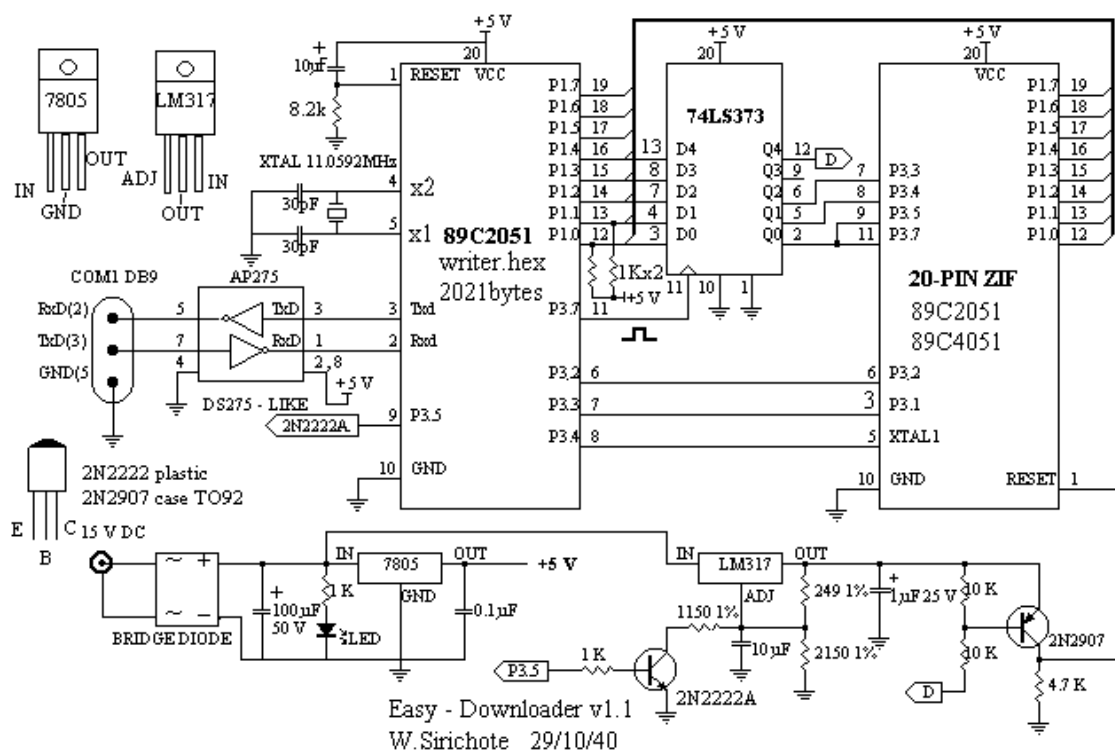 +5 V
+5 V
+5 V
20
20
20
7805
LM317
OUT
IN
GND
ADJ
IN
OUT
+
10µF
8.2k
1
RESET
VCC
XTAL 11.0592MHz
4
x2
30pF
5
x1
30pF
89C2051
writer.hex
2021bytes
P1.7 19
P1.6 18
P1.5 17
P1.4 16
P1.3 15
P1.2 14
P1.1 13
P1.0 12
74LS373
13 D4 Q4 12
D
8 D3 Q3 9
7 D2 Q2 6
4 D1 Q1 5
3 D0 Q0 2
1Kx2
+5 V
11
10
1
P3.7
11
VCC
7 P3.3
8 P3.4
9 P3.5
11 P3.7
P1.7 19
P1.6 18
P1.5 17
P1.4 16
P1.3 15
P1.2 14
P1.1 13
P1.0 12
20-PIN ZIF
89C2051
89C4051
COM1 DB9
AP275
RxD(2)
5
TxD
3
3
Txd
TxD(3)
7
RxD
1
2
Rxd
GND(5
4
2,8
+5 V
DS275 - LIKE
2N2222A
9
P3.5
10
GND
P3.2 6
6 P3.2
P3.3 7
3 P3.1
P3.4 8
5 XTAL1
10
GND
RESET
1
2N2222 plastic
2N2907 case TO92
E
B
C
15 V DC
~ +
~ −
BRIDGE DIODE
+
100µF
50 V
1 K
LED
IN
7805
OUT
GND
+5 V
0.1µF
IN
LM317
OUT
ADJ
1150 1%
249 1%
+
1µF 25 V
10 K
2N2907
10µF
2150 1%
10 K
P3.5
1 K
2N2222A
D
4.7 K
Easy - Downloader v1.1
W.Sirichote 29/10/40